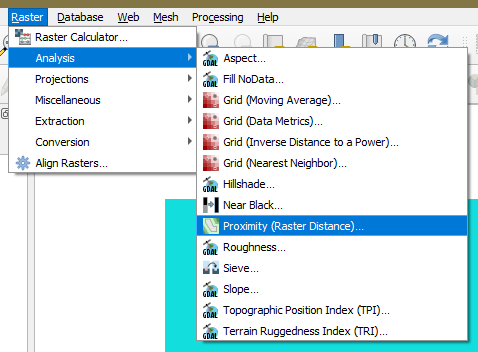 Raster Database Web Mesh Processing Help
Raster Calculator...
Analysis
Projections
Miscellaneous
Extraction
Conversion
Align Rasters...
Aspect...
Fill NoData...
Grid (Moving Average)...
Grid (Data Metrics)...
Grid (Inverse Distance to a Power)...
Grid (Nearest Neighbor)...
Hillshade...
Near Black...
Proximity (Raster Distance)...
Roughness...
Sieve...
Slope...
Topographic Position Index (TPI)...
Terrain Ruggedness Index (TRI)...